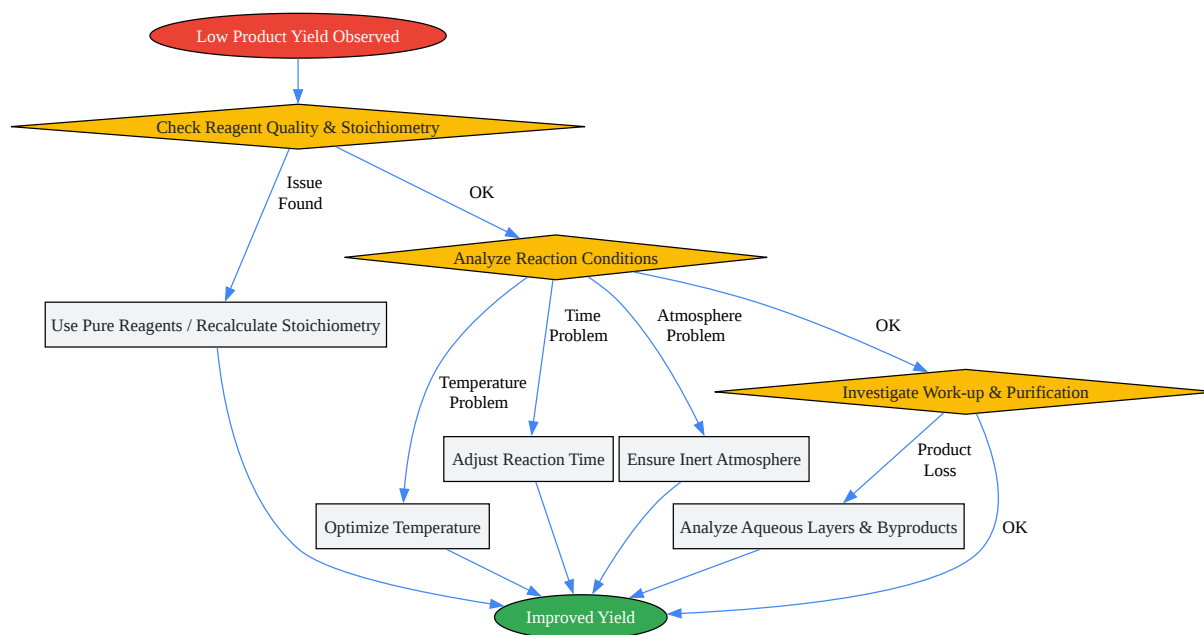 Low Product Yield Observed
Check Reagent Quality & Stoichiometry
Issue
Found
OK
Analyze Reaction Conditions
Use Pure Reagents / Recalculate Stoichiometry
Time
Problem
Atmosphere
Problem
OK
Temperature
Problem
Investigate Work-up & Purification
Adjust Reaction Time
Ensure Inert Atmosphere
Product
Loss
Optimize Temperature
Analyze Aqueous Layers & Byproducts
OK
Improved Yield